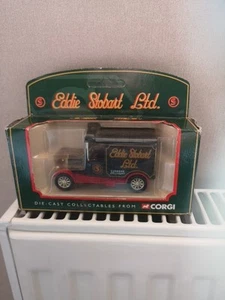 Eddie Stobart Ltd.
S
S
Eddie Stobart
Ltd.
DIE-CAST COLLECTABLES FROM CORGI